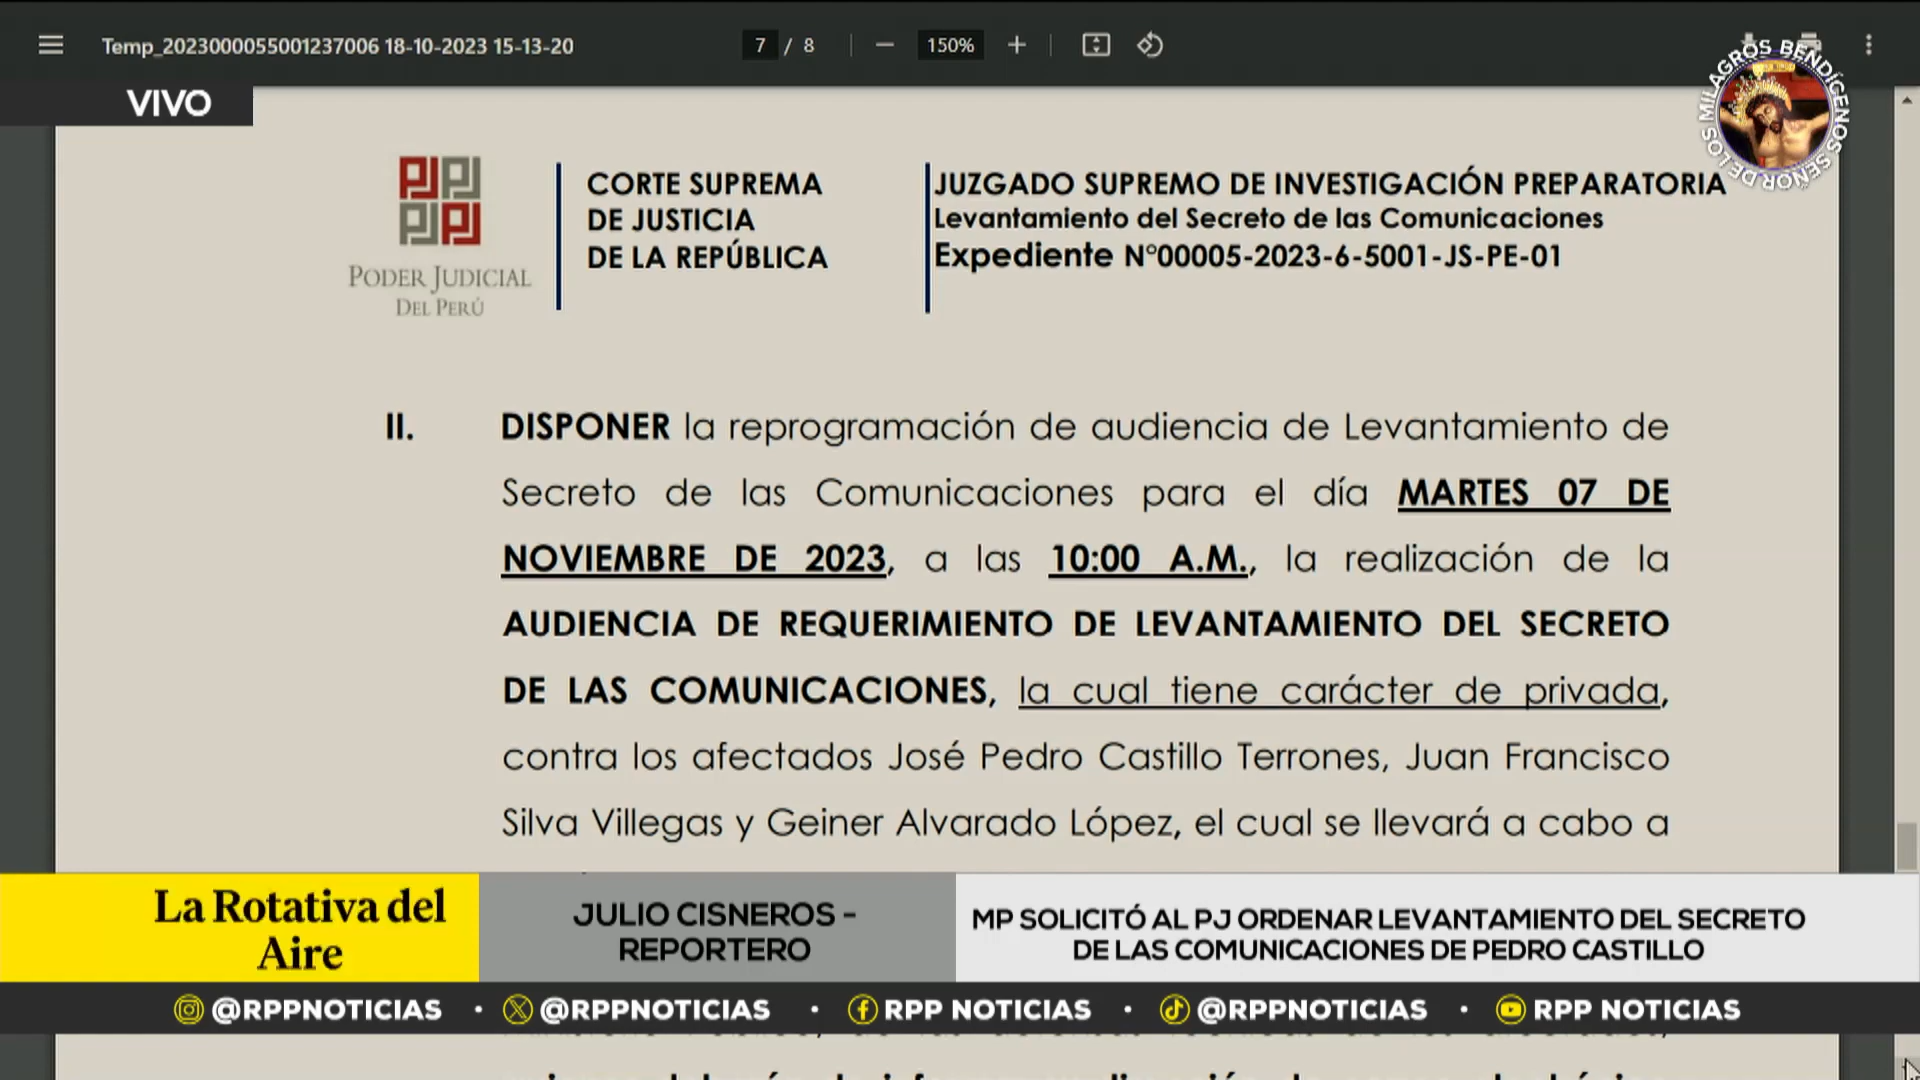 Temp_2023000055001237006 18-10-2023 15-13-20
7 / 8
150%
VIVO
SEÑOR DE LOS MILAGROS BENDÍGENOS
PODER JUDICIAL
DEL PERÚ
CORTE SUPREMA
DE JUSTICIA
DE LA REPÚBLICA
JUZGADO SUPREMO DE INVESTIGACIÓN PREPARATORIA
Levantamiento del Secreto de las Comunicaciones
Expediente N°00005-2023-6-5001-JS-PE-01
II. DISPONER la reprogramación de audiencia de Levantamiento de
Secreto de las Comunicaciones para el día MARTES 07 DE
NOVIEMBRE DE 2023, a las 10:00 A.M., la realización de la
AUDIENCIA DE REQUERIMIENTO DE LEVANTAMIENTO DEL SECRETO
DE LAS COMUNICACIONES, la cual tiene carácter de privada,
contra los afectados José Pedro Castillo Terrones, Juan Francisco
Silva Villegas y Geiner Alvarado López, el cual se llevará a cabo a
La Rotativa del
Aire
JULIO CISNEROS -
REPORTERO
MP SOLICITÓ AL PJ ORDENAR LEVANTAMIENTO DEL SECRETO
DE LAS COMUNICACIONES DE PEDRO CASTILLO
@RPPNOTICIAS • @RPPNOTICIAS • RPP NOTICIAS • @RPPNOTICIAS • RPP NOTICIAS